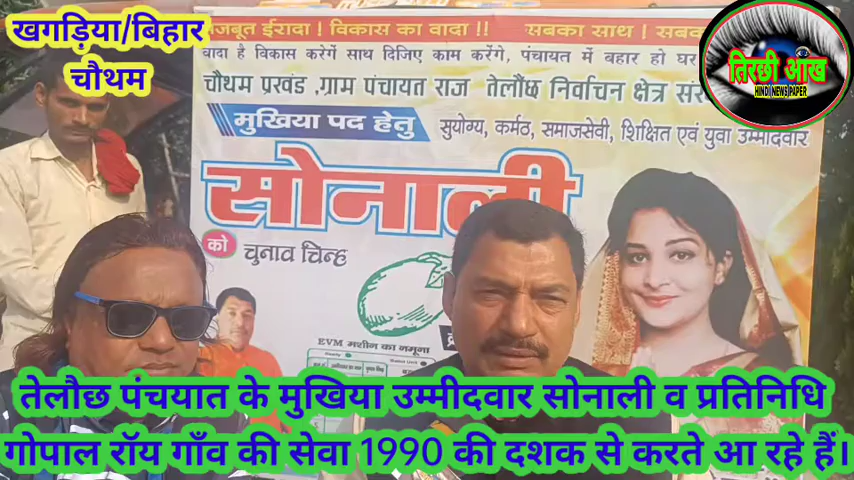 खगड़िया/बिहार
चौथम
मजबूत ईरादा ! विकास का वादा !! सबका साथ | सबका
वादा है विकास करेगें साथ दिजिए काम करेंगे, पंचायत में बहार हो घर
चौथम प्रखंड ,ग्राम पंचायत राज तेलौंछ निर्वाचन क्षेत्र
मुखिया पद हेतु
सुयोग्य, कर्मठ, समाजसेवी, शिक्षित एवं युवा उम्मीदवार
सोनाली
को चुनाव चिन्ह
EVM मशीन का नमूना
तिरछी आंख
HINDI NEWS PAPER
तेलौछ पंचयात के मुखिया उम्मीदवार सोनाली व प्रतिनिधि
गोपाल रॉय गाँव की सेवा 1990 की दशक से करते आ रहे हैं।